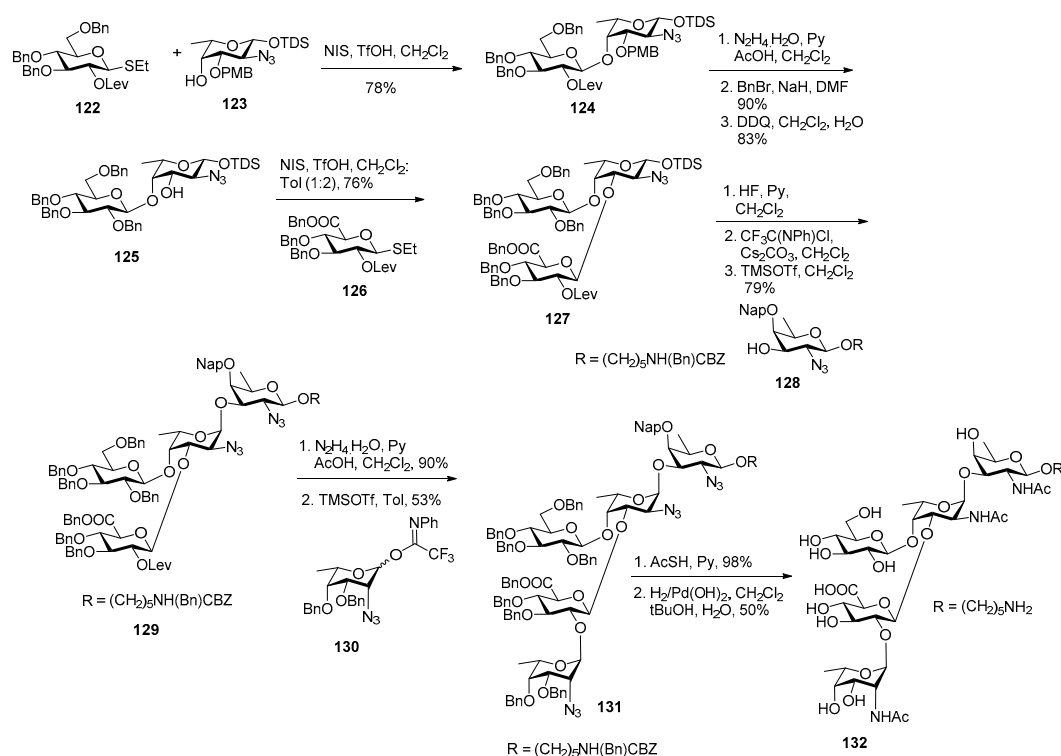 OBn
BnO
BnO
O
SEt
OLev
122
+
OTDS
O
N3
OPMB
HO
123
NIS, TfOH, CH2Cl2
78%
OBn
BnO
BnO
O
O
OLev
O
OTDS
N3
OPMB
124
1. N2H4.H2O, Py
AcOH, CH2Cl2
2. BnBr, NaH, DMF
90%
3. DDQ, CH2Cl2, H2O
83%
OBn
BnO
BnO
O
O
OBn
O
OTDS
N3
OH
125
NIS, TfOH, CH2Cl2:
Tol (1:2), 76%
BnOOC
BnO
BnO
O
SEt
OLev
126
OBn
BnO
BnO
O
O
OBn
O
OTDS
N3
O
BnOOC
BnO
BnO
O
OLev
127
1. HF, Py,
CH2Cl2
2. CF3C(NPh)Cl,
Cs2CO3, CH2Cl2
3. TMSOTf, CH2Cl2
79%
NapO
O
HO
OR
N3
128
R = (CH2)5NH(Bn)CBZ
NapO
O
OR
N3
O
O
N3
OBn
BnO
BnO
O
O
OBn
O
BnOOC
BnO
BnO
O
OLev
R = (CH2)5NH(Bn)CBZ
129
1. N2H4.H2O, Py
AcOH, CH2Cl2, 90%
2. TMSOTf, Tol, 53%
NPh
O
CF3
O
OBn
BnO
N3
130
NapO
O
OR
N3
O
O
N3
OBn
BnO
BnO
O
O
OBn
O
BnOOC
BnO
BnO
O
O
O
OBn
BnO
N3
131
R = (CH2)5NH(Bn)CBZ
1. AcSH, Py, 98%
2. H2/Pd(OH)2, CH2Cl2
tBuOH, H2O, 50%
HO
O
OR
NHAc
O
O
NHAc
OH
HO
HO
O
O
OH
O
HOOC
HO
HO
O
O
O
OH
HO
NHAc
R = (CH2)5NH2
132